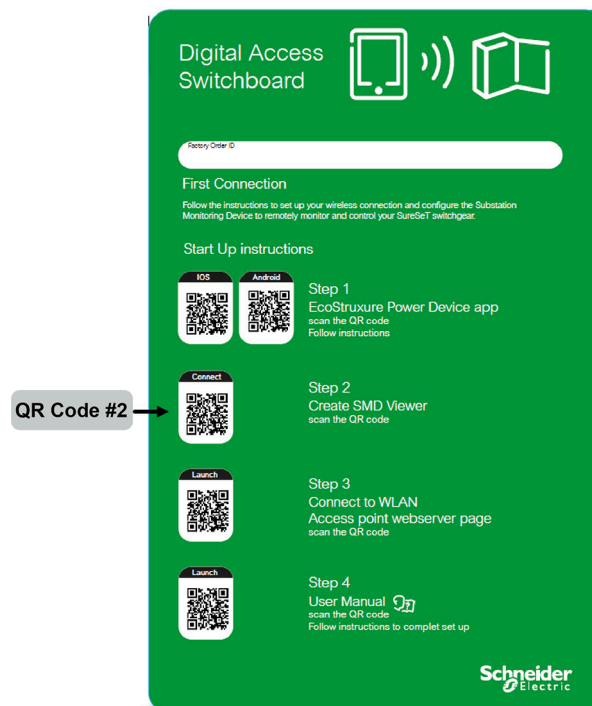 Digital Access
Switchboard
Factory Order ID
First Connection
Follow the instructions to set up your wireless connection and configure the Substation
Monitoring Device to remotely monitor and control your SureSeT switchgear.
Start Up instructions
IOS
Android
Step 1
EcoStruxure Power Device app
scan the QR code
Follow instructions
Connect
QR Code #2
Step 2
Create SMD Viewer
scan the QR code
Launch
Step 3
Connect to WLAN
Access point webserver page
scan the QR code
Launch
Step 4
User Manual
scan the QR code
Follow instructions to complet set up
Schneider
Electric